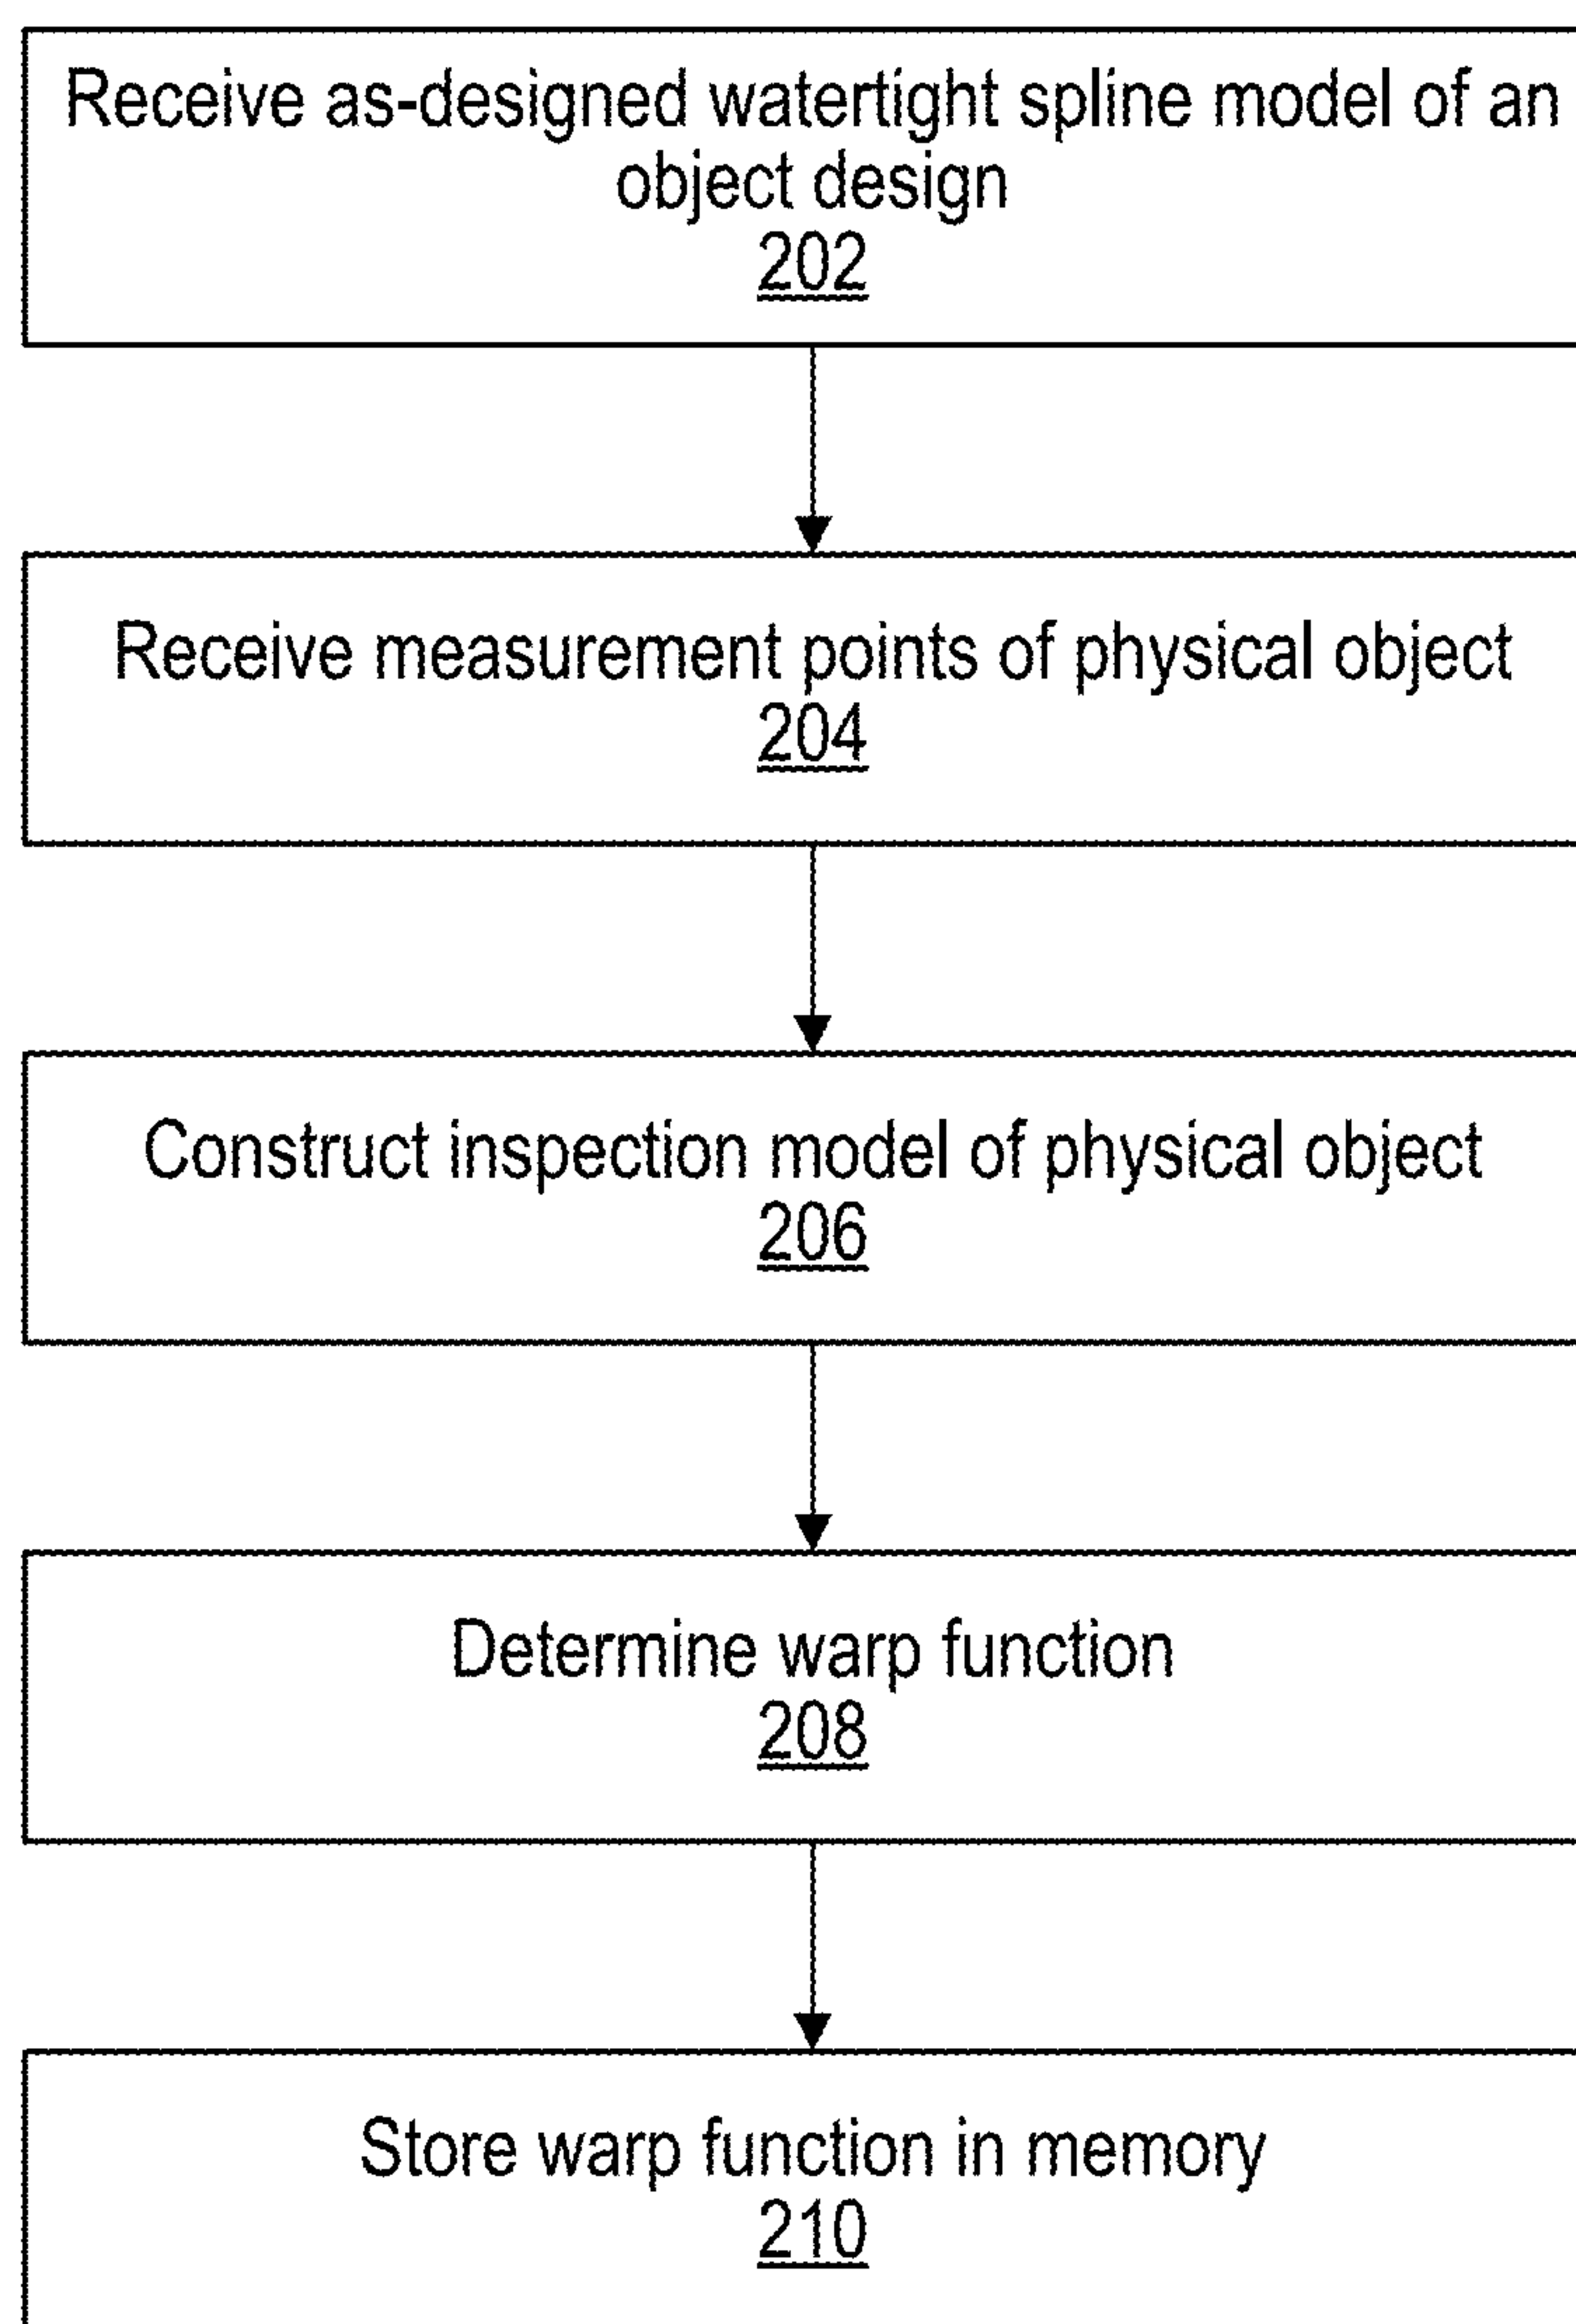 Receive as-designed watertight spline model of an
object design
202
Receive measurement points of physical object
204
Construct inspection model of physical object
206
Determine warp function
208
Store warp function in memory
210